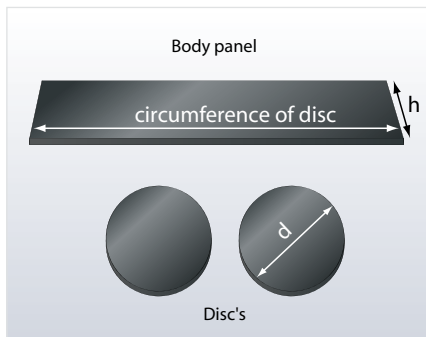 Body panel
circumference of disc
h
d
Disc's